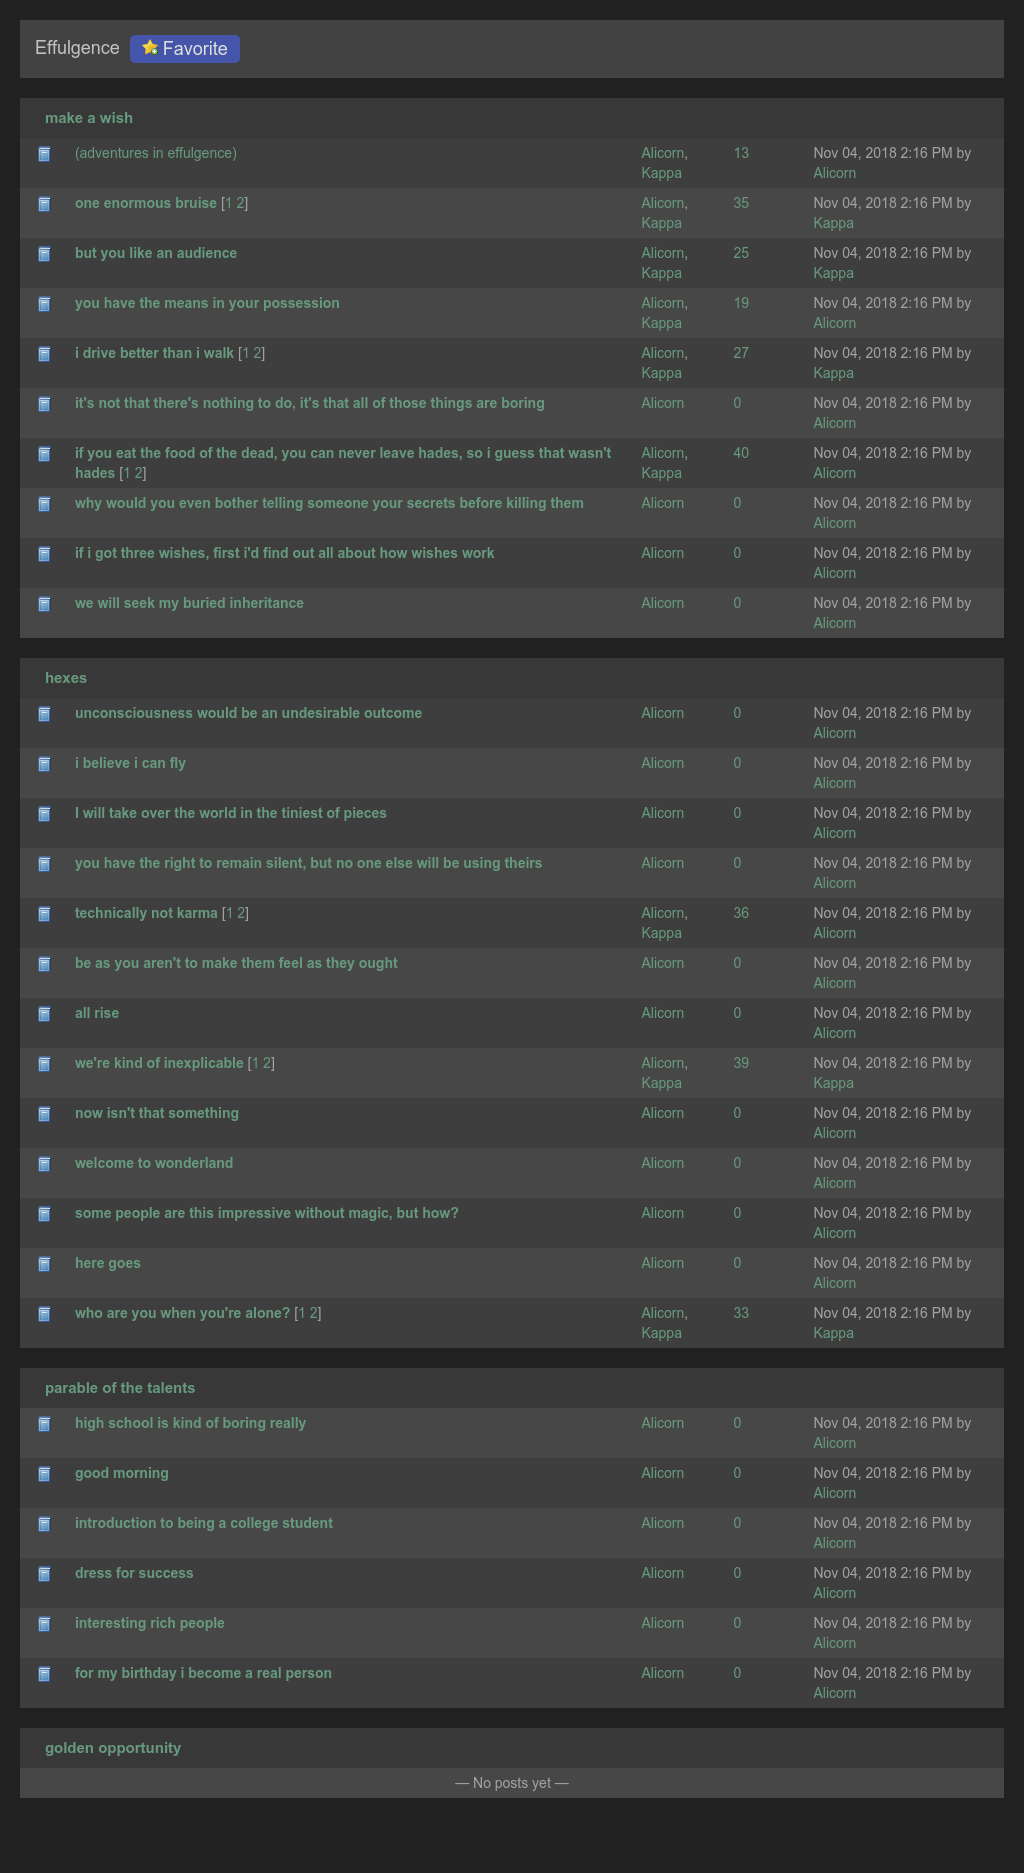 Effulgence Favorite
make a wish
(adventures in effulgence) Alicorn, 13 Nov 04, 2018 2:16 PM by
Kappa Alicorn
one enormous bruise [1 2] Alicorn, 35 Nov 04, 2018 2:16 PM by
Kappa Kappa
but you like an audience Alicorn, 25 Nov 04, 2018 2:16 PM by
Kappa Kappa
you have the means in your possession Alicorn, 19 Nov 04, 2018 2:16 PM by
Kappa Alicorn
i drive better than i walk [1 2] Alicorn, 27 Nov 04, 2018 2:16 PM by
Kappa Kappa
it's not that there's nothing to do, it's that all of those things are boring Alicorn 0 Nov 04, 2018 2:16 PM by
Alicorn
if you eat the food of the dead, you can never leave hades, so i guess that wasn't Alicorn, 40 Nov 04, 2018 2:16 PM by
hades [1 2] Kappa Alicorn
why would you even bother telling someone your secrets before killing them Alicorn 0 Nov 04, 2018 2:16 PM by
Alicorn
if i got three wishes, first i'd find out all about how wishes work Alicorn 0 Nov 04, 2018 2:16 PM by
Alicorn
we will seek my buried inheritance Alicorn 0 Nov 04, 2018 2:16 PM by
Alicorn
hexes
unconsciousness would be an undesirable outcome Alicorn 0 Nov 04, 2018 2:16 PM by
Alicorn
i believe i can fly Alicorn 0 Nov 04, 2018 2:16 PM by
Alicorn
I will take over the world in the tiniest of pieces Alicorn 0 Nov 04, 2018 2:16 PM by
Alicorn
you have the right to remain silent, but no one else will be using theirs Alicorn 0 Nov 04, 2018 2:16 PM by
Alicorn
technically not karma [1 2] Alicorn, 36 Nov 04, 2018 2:16 PM by
Kappa Alicorn
be as you aren't to make them feel as they ought Alicorn 0 Nov 04, 2018 2:16 PM by
Alicorn
all rise Alicorn 0 Nov 04, 2018 2:16 PM by
Alicorn
we're kind of inexplicable [1 2] Alicorn, 39 Nov 04, 2018 2:16 PM by
Kappa Kappa
now isn't that something Alicorn 0 Nov 04, 2018 2:16 PM by
Alicorn
welcome to wonderland Alicorn 0 Nov 04, 2018 2:16 PM by
Alicorn
some people are this impressive without magic, but how? Alicorn 0 Nov 04, 2018 2:16 PM by
Alicorn
here goes Alicorn 0 Nov 04, 2018 2:16 PM by
Alicorn
who are you when you're alone? [1 2] Alicorn, 33 Nov 04, 2018 2:16 PM by
Kappa Kappa
parable of the talents
high school is kind of boring really Alicorn 0 Nov 04, 2018 2:16 PM by
Alicorn
good morning Alicorn 0 Nov 04, 2018 2:16 PM by
Alicorn
introduction to being a college student Alicorn 0 Nov 04, 2018 2:16 PM by
Alicorn
dress for success Alicorn 0 Nov 04, 2018 2:16 PM by
Alicorn
interesting rich people Alicorn 0 Nov 04, 2018 2:16 PM by
Alicorn
for my birthday i become a real person Alicorn 0 Nov 04, 2018 2:16 PM by
Alicorn
golden opportunity
— No posts yet —